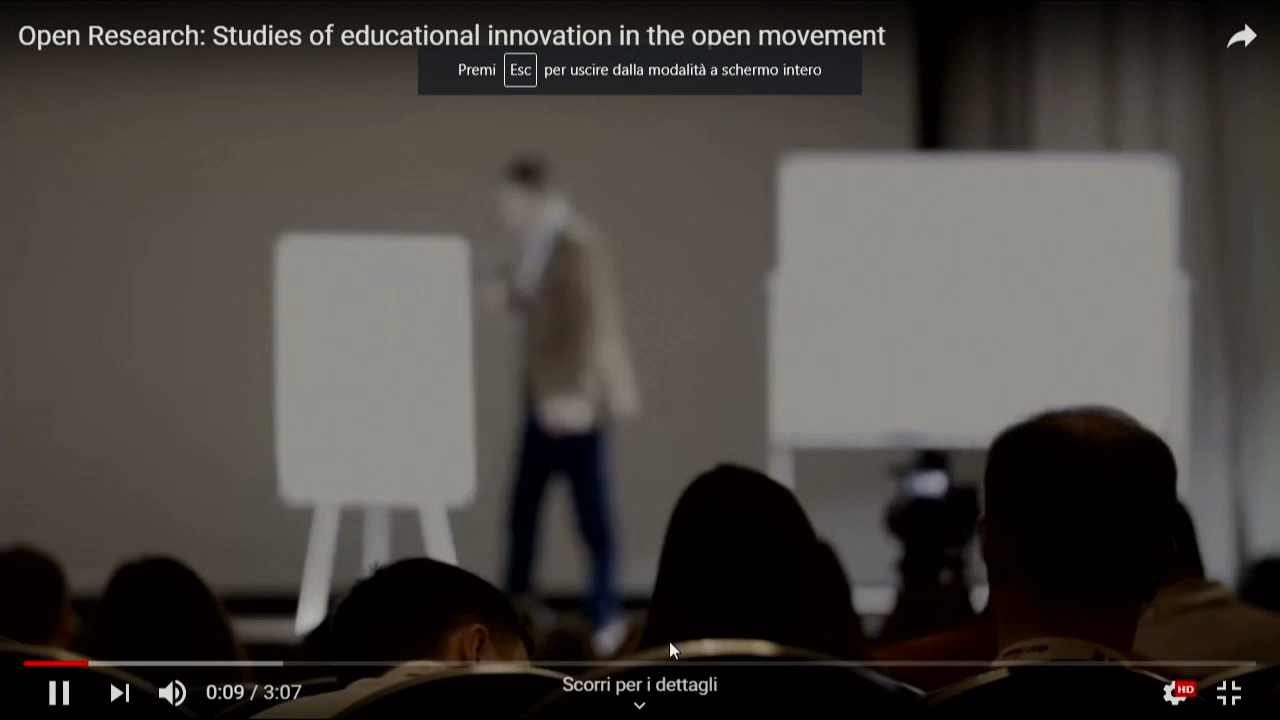 Open Research: Studies of educational innovation in the open movement
Premi Esc per uscire dalla modalità a schermo intero
0:09 / 3:07
Scorri per i dettagli
HD